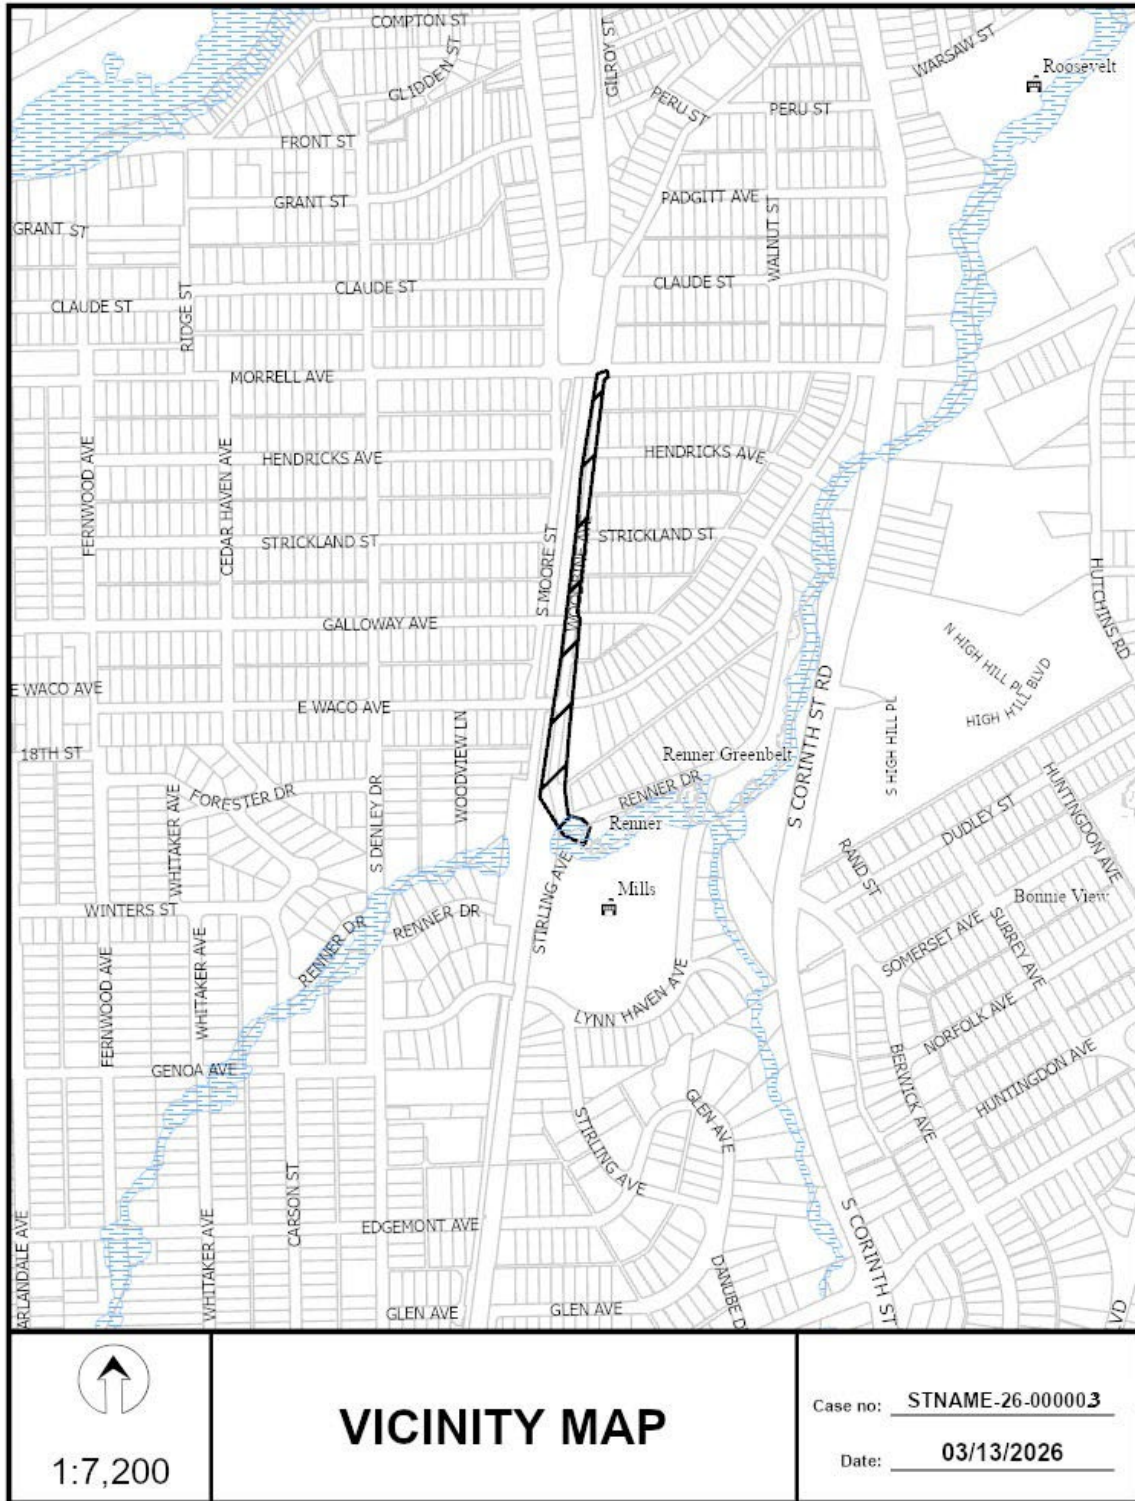 COMPTON ST
GILROY ST
GLIDDEN ST
WARSAW ST
Roosevelt
PERU ST
PERU ST
FRONT ST
GRANT ST
PADGITT AVE
GRANT ST
WALNUT ST
CLAUDE ST
CLAUDE ST
CLAUDE ST
RIDGE ST
MORRELL AVE
FERNWOOD AVE
CEDAR HAVEN AVE
HENDRICKS AVE
HENDRICKS AVE
STRICKLAND ST
S MOORE ST
STRICKLAND ST
HUTCHINS RD
GALLOWAY AVE
N HIGH HILL PL
HIGH HILL BLVD
E WACO AVE
E WACO AVE
S HIGH HILL PL
S CORINTH ST RD
18TH ST
WOODVIEW LN
Renner Greenbelt
FORESTER DR
RENNER DR
WHITAKER AVE
S DENLEY DR
Renner
DUDLEY ST
HUNTINGDON AVE
RAND ST
Mills
Bonnie View
WINTERS ST
RENNER DR
RENNER DR
STIRLING AVE
SOMERSET AVE
SURREY AVE
FERNWOOD AVE
WHITAKER AVE
LYNN HAVEN AVE
NORFOLK AVE
GENOA AVE
BERWICK AVE
HUNTINGDON AVE
GLEN AVE
STIRLING AVE
CARSON ST
ARLANDALE AVE
WHITAKER AVE
EDGEMONT AVE
S CORINTH ST
DANUBE D
GLEN AVE
GLEN AVE
VD
1:7,200
VICINITY MAP
Case no: STNAME-26-000003
Date: 03/13/2026